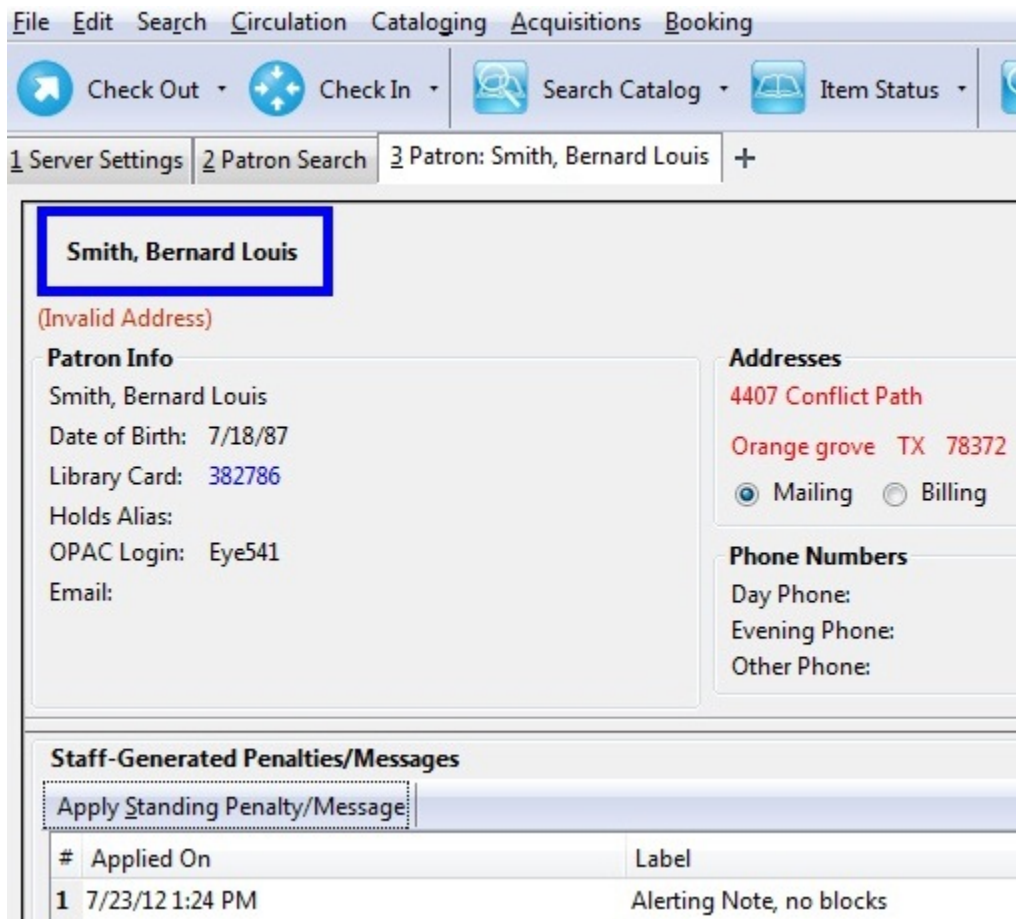 File Edit Search Circulation Cataloging Acquisitions Booking
Check Out Check In Search Catalog Item Status
1 Server Settings 2 Patron Search 3 Patron: Smith, Bernard Louis +
Smith, Bernard Louis
(Invalid Address)
Patron Info
Smith, Bernard Louis
Date of Birth: 7/18/87
Library Card: 382786
Holds Alias:
OPAC Login: Eye541
Email:
Addresses
4407 Conflict Path
Orange grove TX 78372
Mailing Billing
Phone Numbers
Day Phone:
Evening Phone:
Other Phone:
Staff-Generated Penalties/Messages
Apply Standing Penalty/Message
# Applied On Label
1 7/23/12 1:24 PM Alerting Note, no blocks